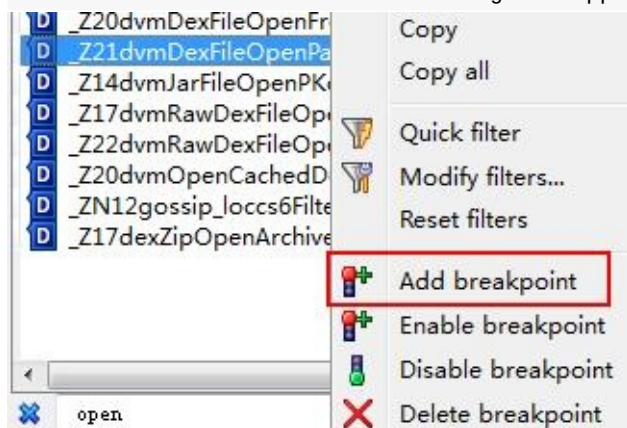 _Z20dvmDexFileOpenFr
_Z21dvmDexFileOpenPa
_Z14dvmJarFileOpenPK
_Z17dvmRawDexFileOp
_Z22dvmRawDexFileOp
_Z20dvmOpenCachedD
_ZN12gossip_loccs6Filte
_Z17dexZipOpenArchive
open
Copy
Copy all
Quick filter
Modify filters...
Reset filters
Add breakpoint
Enable breakpoint
Disable breakpoint
Delete breakpoint